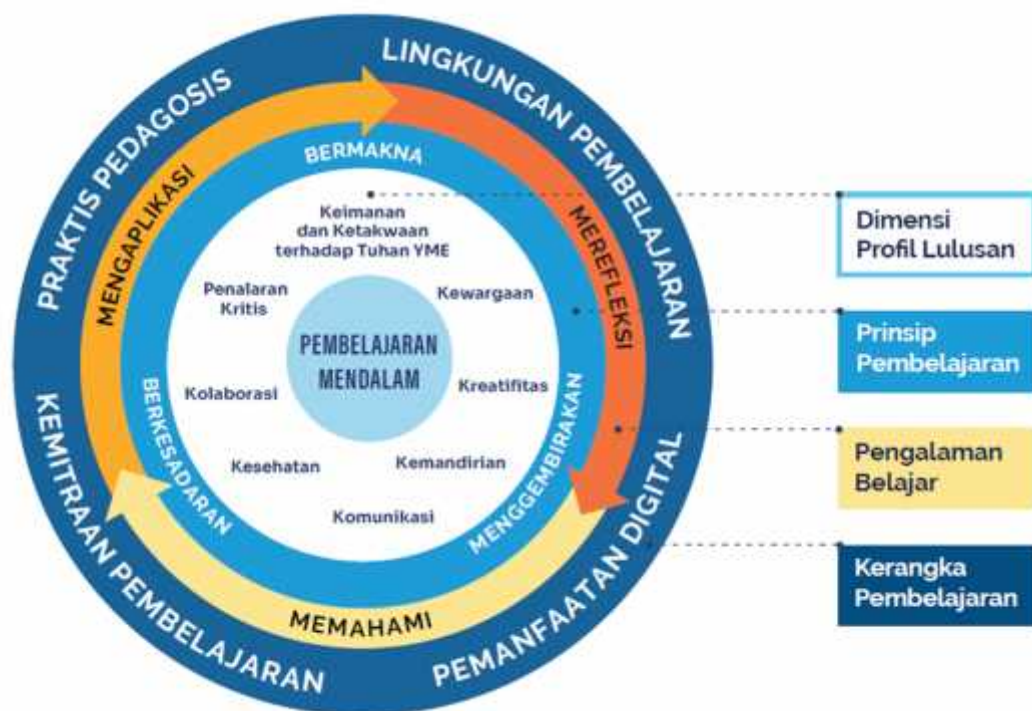 PRAKTIS PEDAGOSIS
LINGKUNGAN PEMBELAJARAN
PEMANFAATAN DIGITAL
KEMITRAAN PEMBELAJARAN
MENGAPLIKASI
MEREFLEKSI
MEMAHAMI
BERMAKNA
MENGGEMBIRAKAN
BERKESADARAN
Keimanan
dan Ketakwaan
terhadap Tuhan YME
Penalaran
Kritis
Kewargaan
Kolaborasi
Kreatifitas
Kesehatan
Kemandirian
Komunikasi
PEMBELAJARAN
MENDALAM
Dimensi
Profil Lulusan
Prinsip
Pembelajaran
Pengalaman
Belajar
Kerangka
Pembelajaran